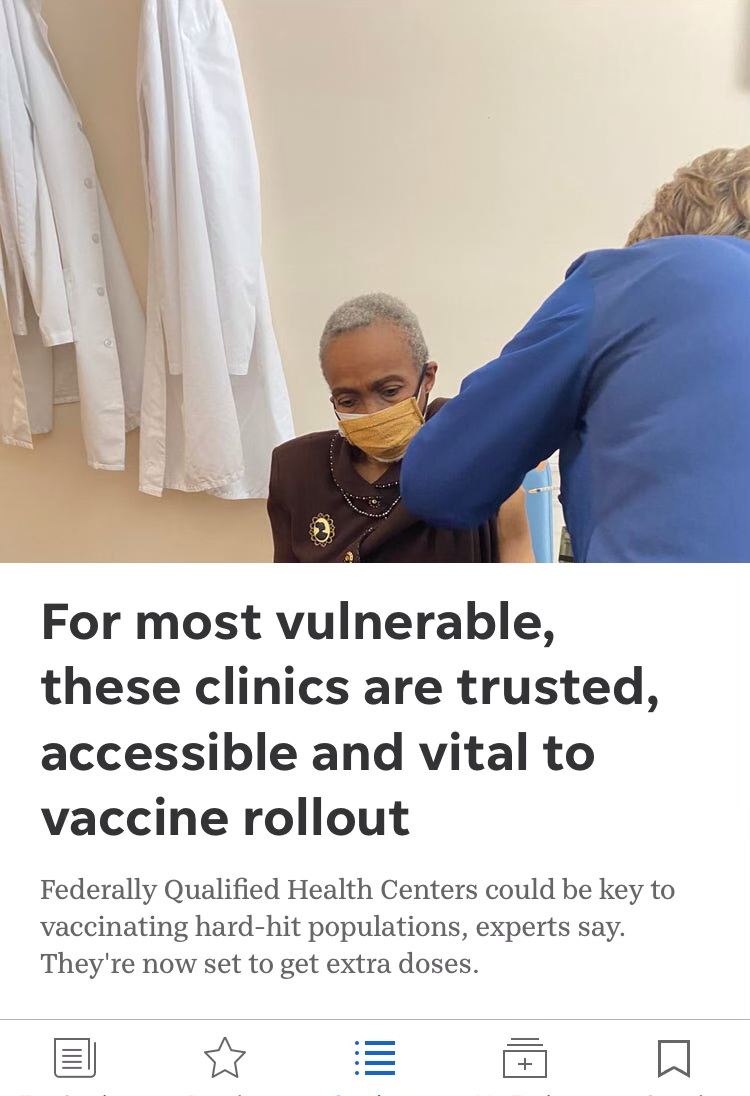 For most vulnerable,
these clinics are trusted,
accessible and vital to
vaccine rollout
Federally Qualified Health Centers could be key to
vaccinating hard-hit populations, experts say.
They're now set to get extra doses.